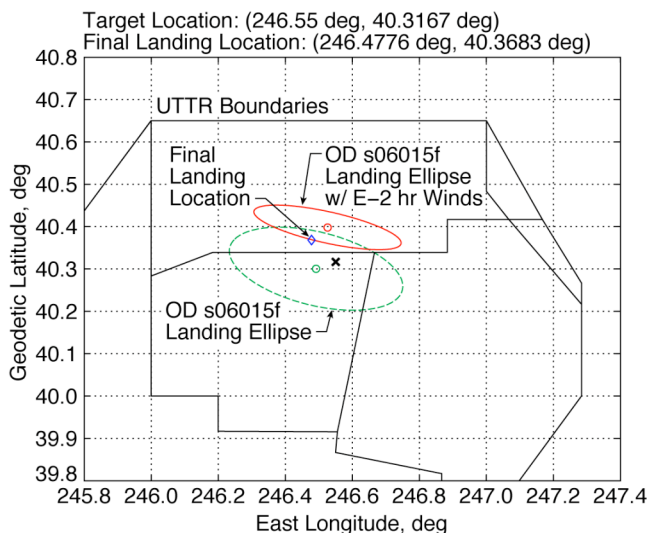 Target Location: (246.55 deg, 40.3167 deg)
Final Landing Location: (246.4776 deg, 40.3683 deg)
40.8
40.7
40.6
40.5
40.4
40.3
40.2
40.1
40.0
39.9
39.8
Geodetic Latitude, deg
UTTR Boundaries
Final
Landing
Location
OD s06015f
Landing Ellipse
w/ E-2 hr Winds
OD s06015f
Landing Ellipse
245.8 246.0 246.2 246.4 246.6 246.8 247.0 247.2 247.4
East Longitude, deg